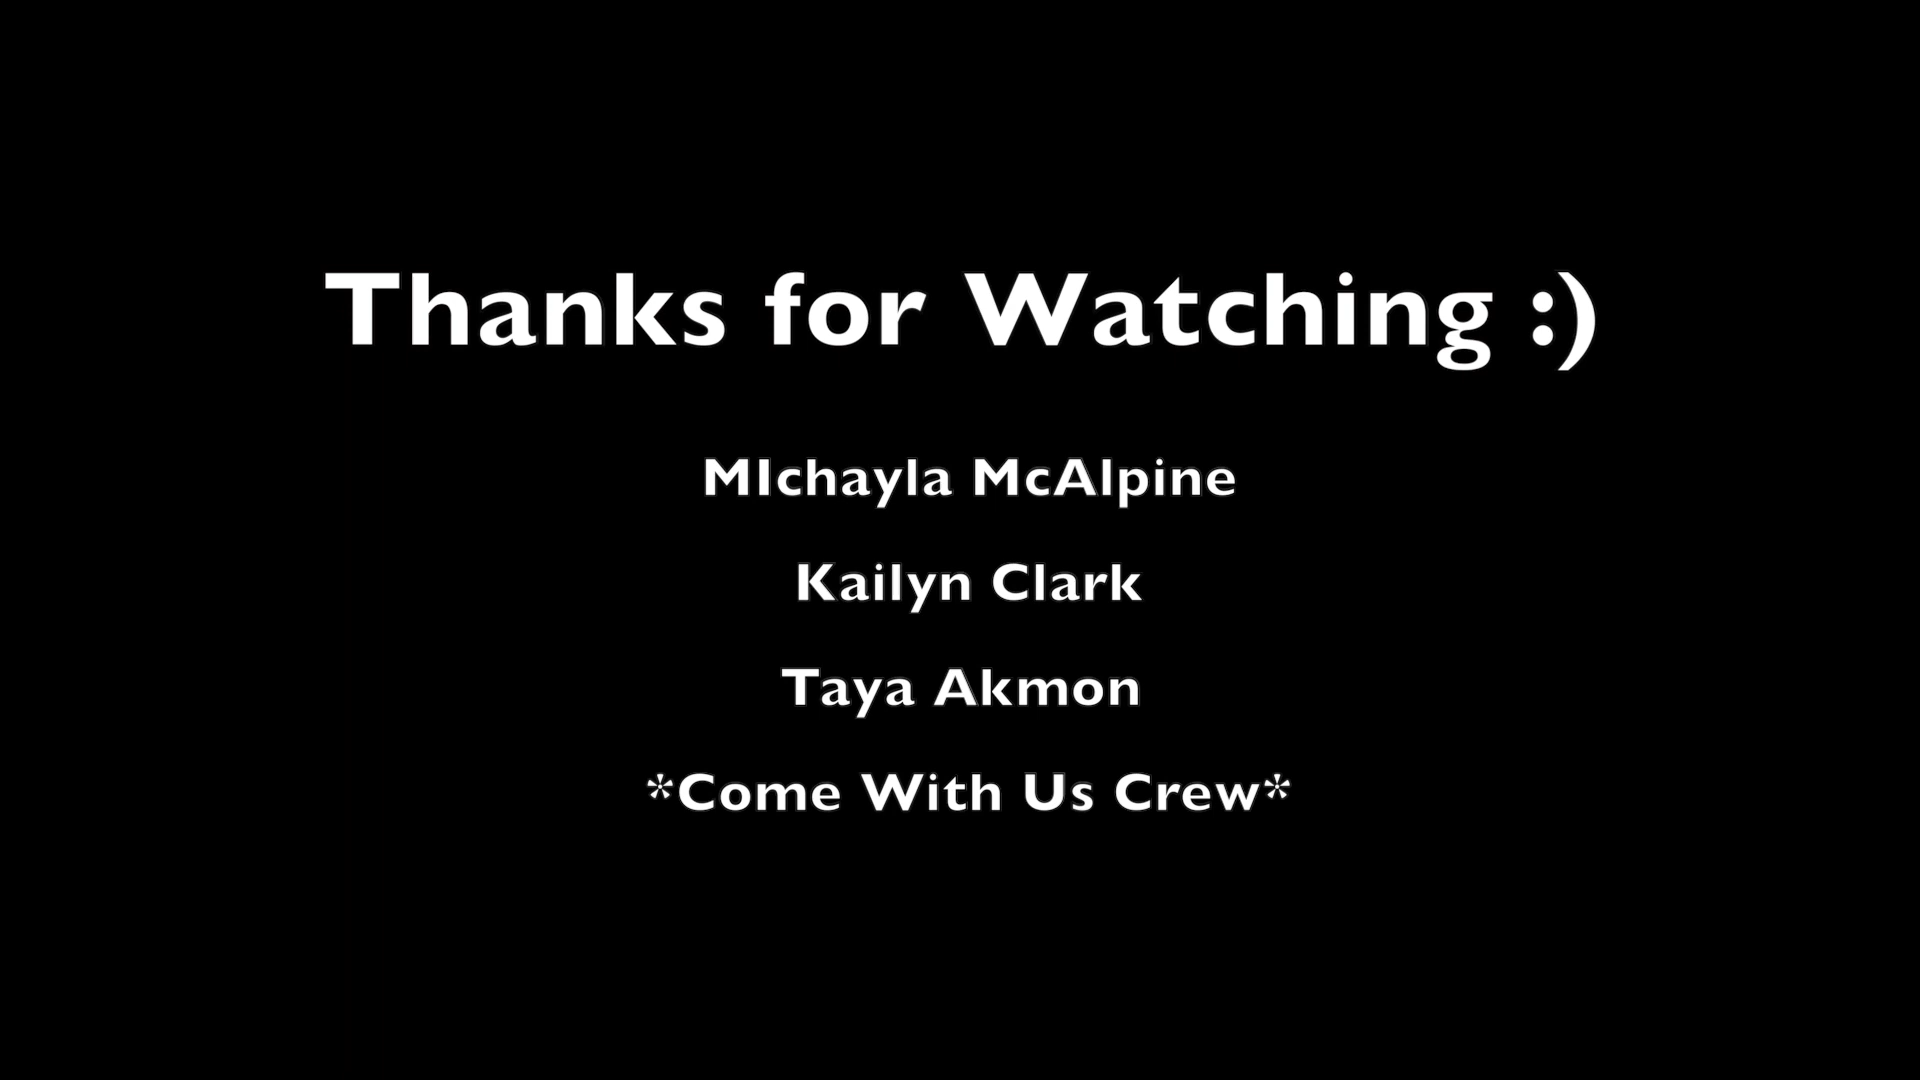 Thanks for Watching :)
MIchayla McAlpine
Kailyn Clark
Taya Akmon
*Come With Us Crew*